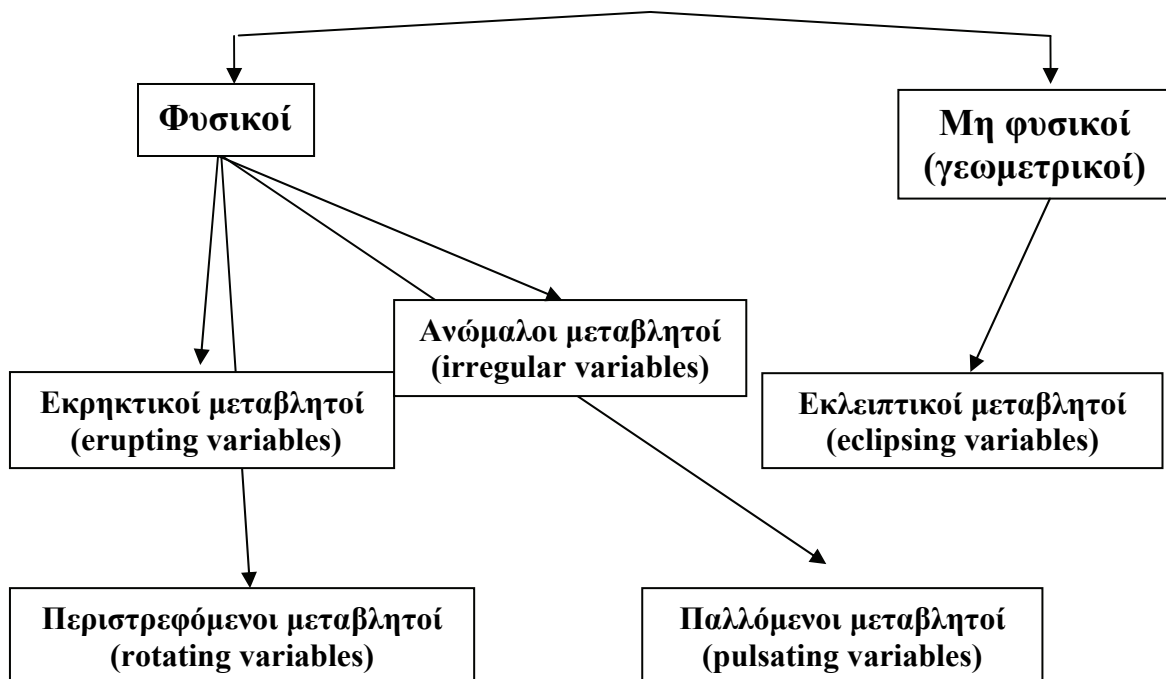 Φυσικοί
Μη φυσικοί
(γεωμετρικοί)
Ανώμαλοι μεταβλητοί
(irregular variables)
Εκρηκτικοί μεταβλητοί
(erupting variables)
Εκλειπτικοί μεταβλητοί
(eclipsing variables)
Περιστρεφόμενοι μεταβλητοί
(rotating variables)
Παλλόμενοι μεταβλητοί
(pulsating variables)